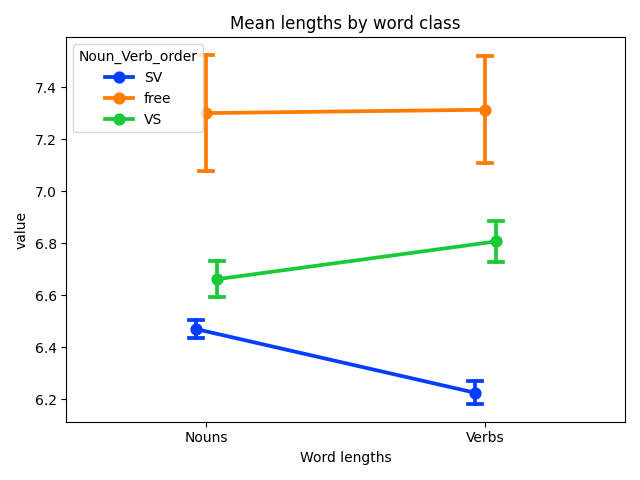 Mean lengths by word class
Noun_Verb_order
SV
free
VS
value
7.4
7.2
7.0
6.8
6.6
6.4
6.2
Nouns
Verbs
Word lengths